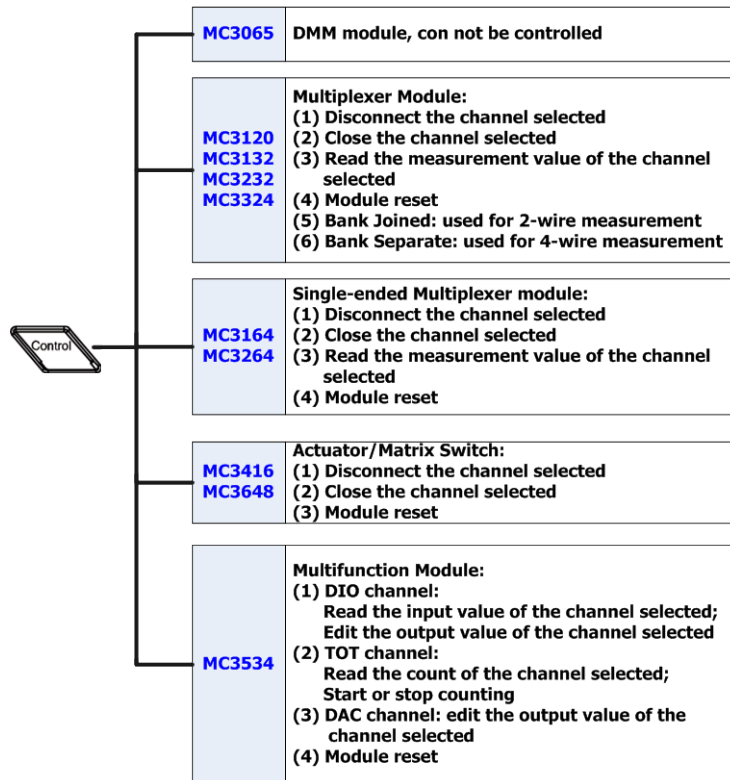 MC3065
DMM module, con not be controlled
MC3120
MC3132
MC3232
MC3324
Multiplexer Module:
(1) Disconnect the channel selected
(2) Close the channel selected
(3) Read the measurement value of the channel
selected
(4) Module reset
(5) Bank Joined: used for 2-wire measurement
(6) Bank Separate: used for 4-wire measurement
Control
MC3164
MC3264
Single-ended Multiplexer module:
(1) Disconnect the channel selected
(2) Close the channel selected
(3) Read the measurement value of the channel
selected
(4) Module reset
MC3416
MC3648
Actuator/Matrix Switch:
(1) Disconnect the channel selected
(2) Close the channel selected
(3) Module reset
MC3534
Multifunction Module:
(1) DIO channel:
Read the input value of the channel selected;
Edit the output value of the channel selected
(2) TOT channel:
Read the count of the channel selected;
Start or stop counting
(3) DAC channel: edit the output value of the
channel selected
(4) Module reset